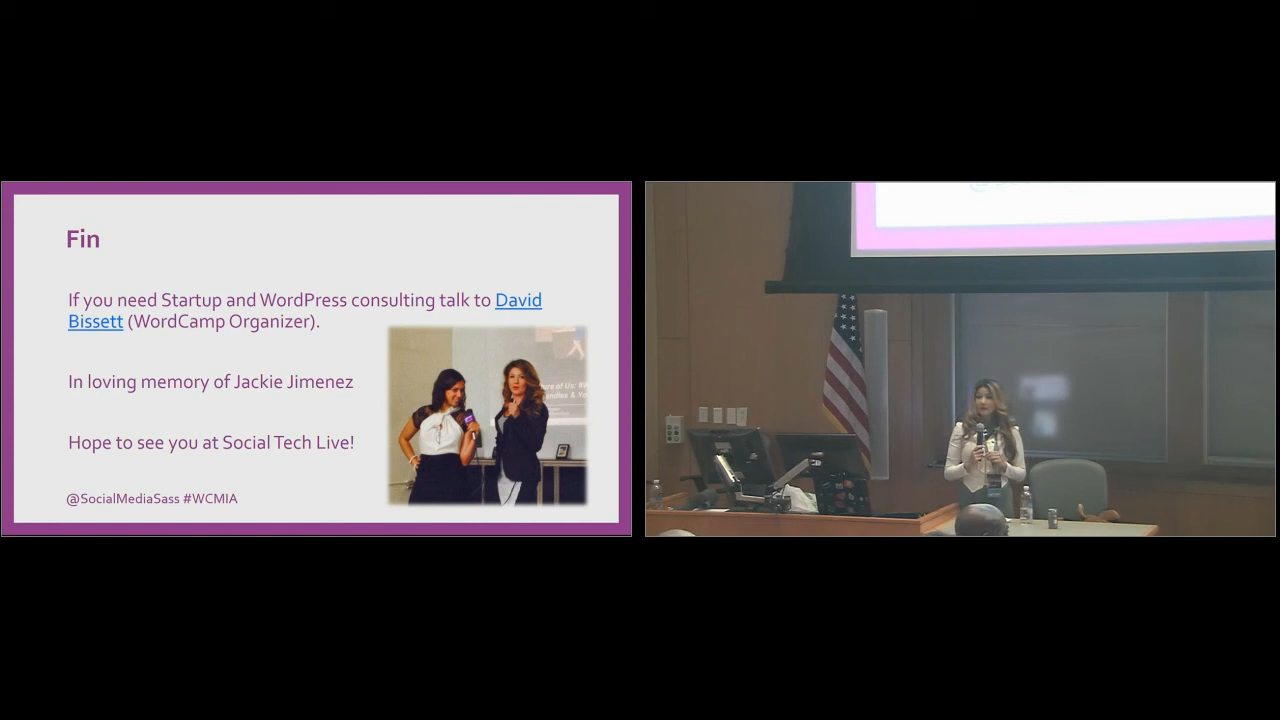 Fin
If you need Startup and WordPress consulting talk to David
Bissett (WordCamp Organizer).
In loving memory of Jackie Jimenez
Hope to see you at Social Tech Live!
@SocialMediaSass #WCMIA